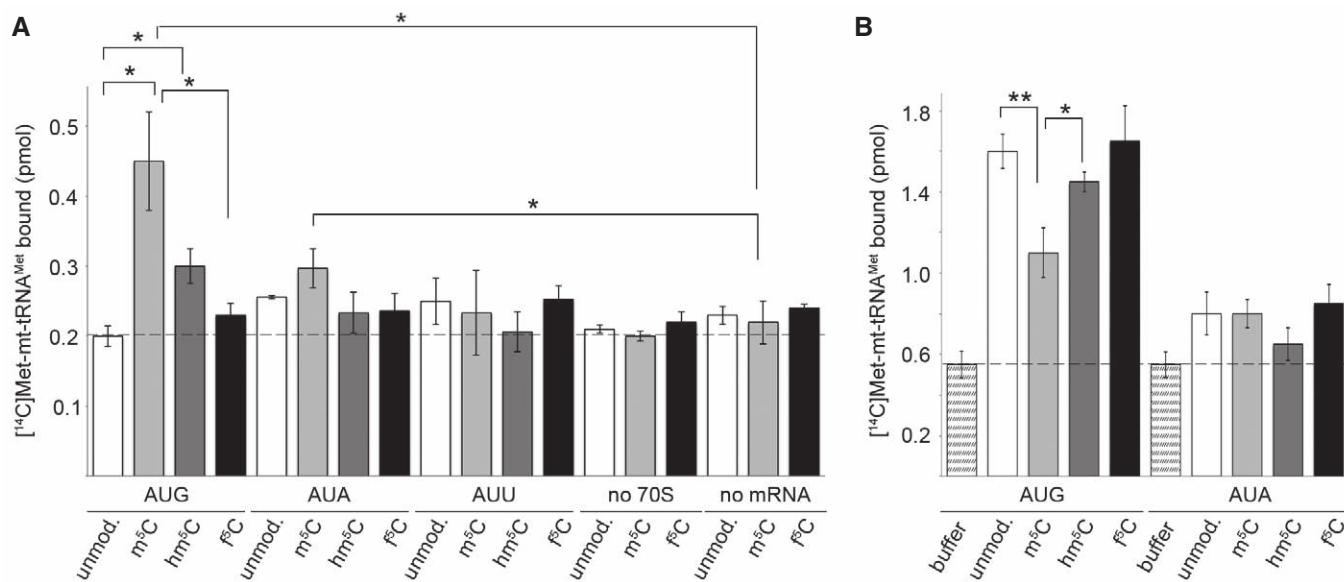 A
[¹⁴C]Met-mt-tRNAᴹᵉᵗ bound (pmol)
0.5
0.4
0.3
0.2
0.1
*
*
*
*
*
AUG
AUA
AUU
no 70S
no mRNA
unmod.
m⁵C
hm⁵C
f⁵C
unmod.
m⁵C
hm⁵C
f⁵C
unmod.
m⁵C
hm⁵C
f⁵C
unmod.
m⁵C
f⁵C
unmod.
m⁵C
f⁵C
B
[¹⁴C]Met-mt-tRNAᴹᵉᵗ bound (pmol)
1.8
1.4
1.0
0.6
0.2
**
*
AUG
AUA
buffer
unmod.
m⁵C
hm⁵C
f⁵C
buffer
unmod.
m⁵C
hm⁵C
f⁵C